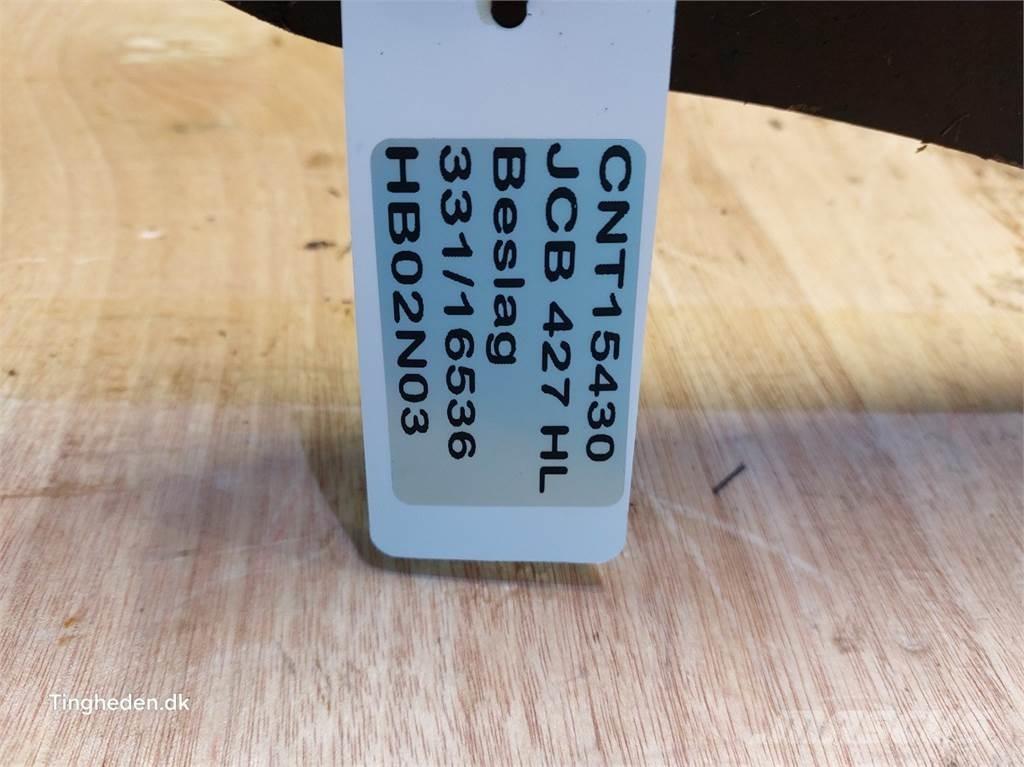 CNT15430
JCB 427 HL
Beslag
331/16536
HB02N03
Tingheden.dk